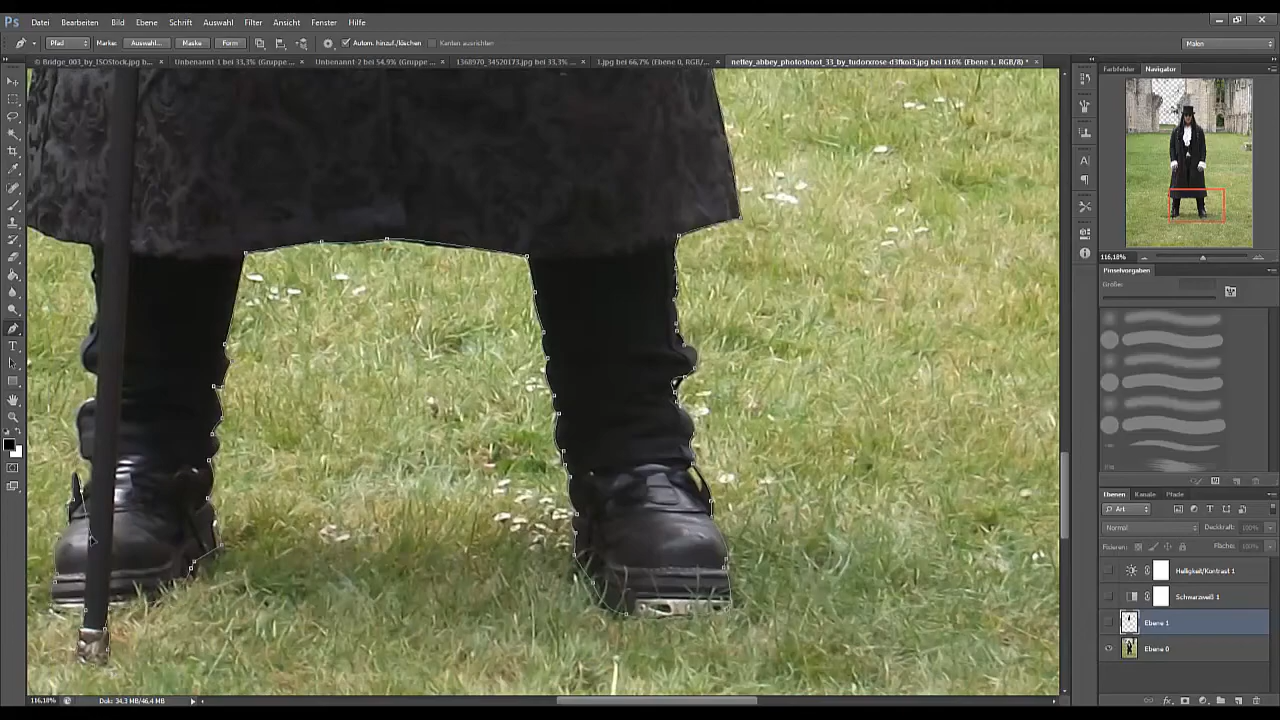 Ps Datei Bearbeiten Bild Ebene Schrift Auswahl Filter Ansicht Fenster Hilfe
Pfad Marke: Auswahl... Maske Form Autom. hinzuf./löschen Kanten ausrichten Malen
© Bridge_003_by_ISOStock.jpg b... Unbenannt 1 bei 33,3% (Gruppe ... Unbenannt 2 bei 54,9% (Gruppe ... 1368970_34520173.jpg bei 33,3% ... 1.jpg bei 66,7% (Ebene 0, RGB/... netley_abbey_photoshoot_33_by_tudorxrose-d3fkoi3.jpg bei 116% (Ebene 1, RGB/8) *
Farbfelder Navigator
116,18%
Pinselvorgaben
Größe:
Ebenen Kanäle Pfade
Art
Normal Deckkraft: 100%
Fixieren: Fläche: 100%
Helligkeit/Kontrast 1
Schwarzweiß 1
Ebene 1
Ebene 0
116,18% Dok: 34,3 MB/46,4 MB